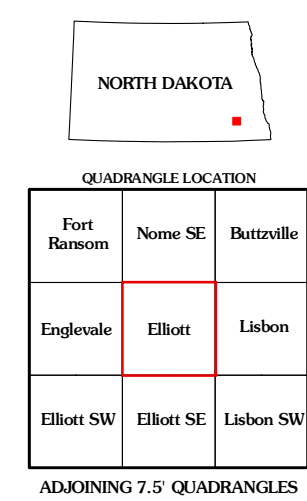 NORTH DAKOTA
QUADRANGLE LOCATION
Fort
Ransom
Nome SE
Buttzville
Englevale
Elliott
Lisbon
Elliott SW
Elliott SE
Lisbon SW
ADJOINING 7.5' QUADRANGLES